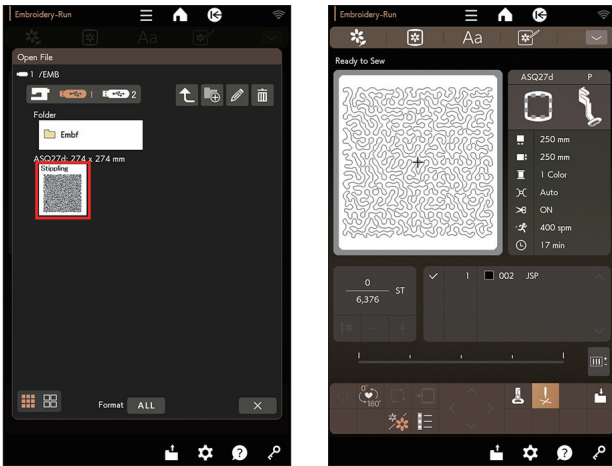 Embroidery-Run
Open File
1 /EMB
1
2
Folder
Embf
ASQ27d: 274 x 274 mm
Stippling
Format ALL
Embroidery-Run
Aa
Ready to Sew
ASQ27d P
250 mm
250 mm
1 Color
Auto
ON
400 spm
17 min
0
6,376
ST
1 002 JSP
0°
180°